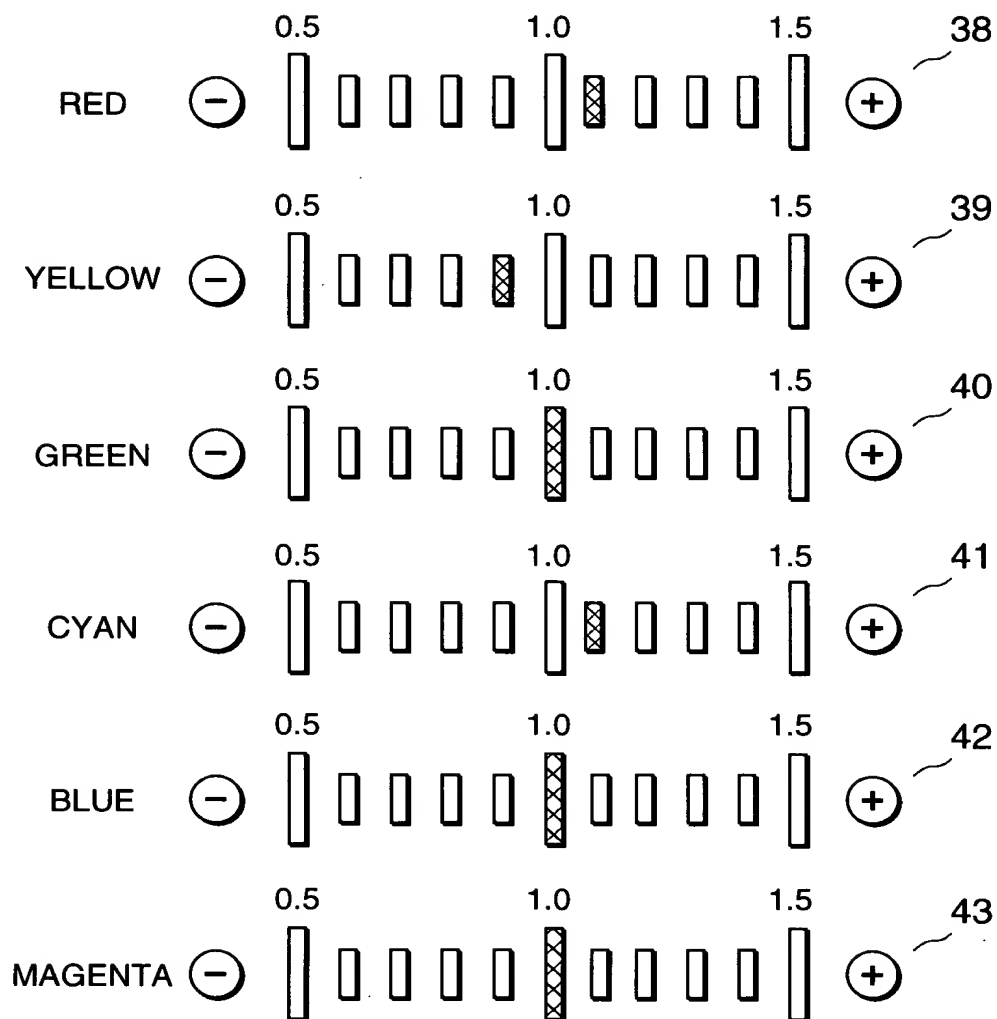 0.5 1.0 1.5 38
RED − +
0.5 1.0 1.5 39
YELLOW − +
0.5 1.0 1.5 40
GREEN − +
0.5 1.0 1.5 41
CYAN − +
0.5 1.0 1.5 42
BLUE − +
0.5 1.0 1.5 43
MAGENTA − +